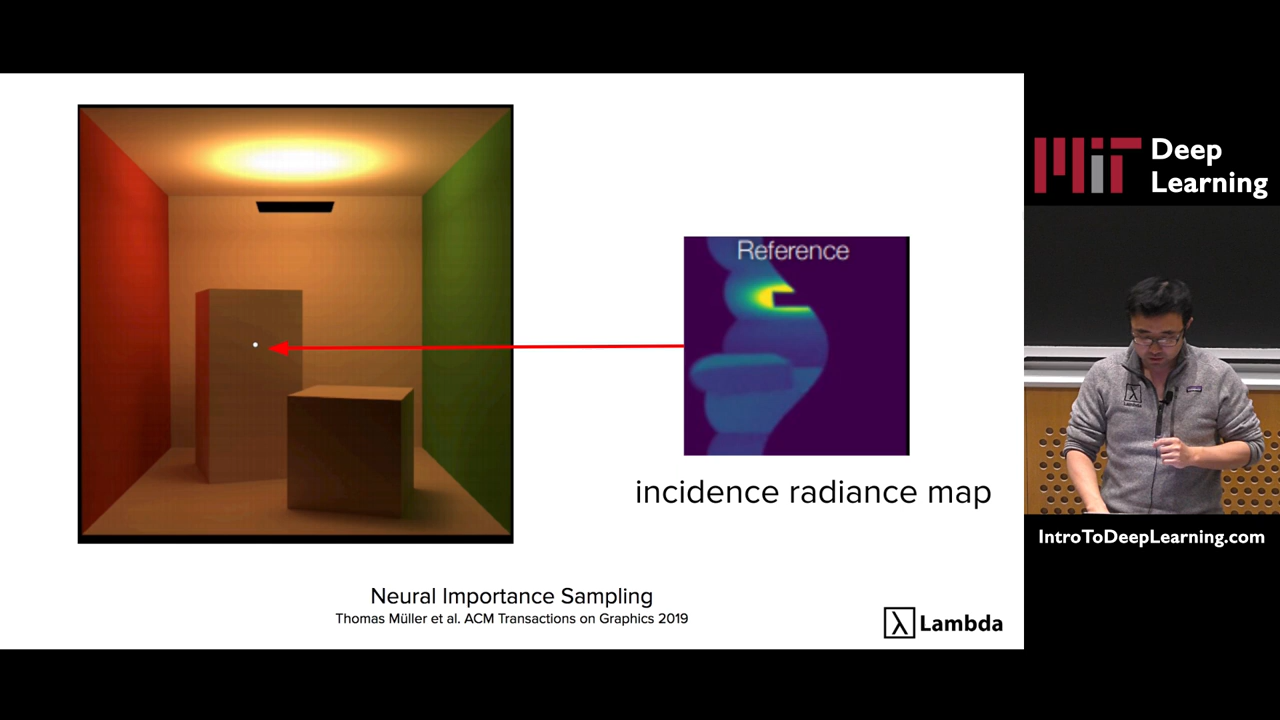 Reference
incidence radiance map
Neural Importance Sampling
Thomas Müller et al. ACM Transactions on Graphics 2019
λ Lambda
MIT Deep
Learning
IntroToDeepLearning.com